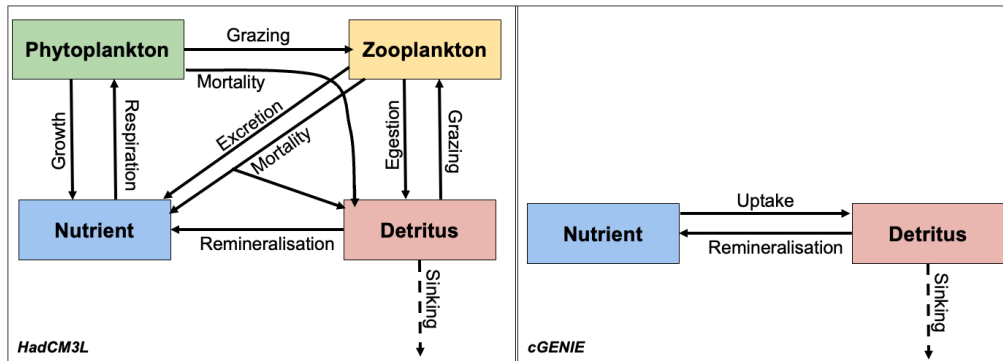 Phytoplankton
Grazing
Zooplankton
Mortality
Growth
Respiration
Excretion
Mortality
Egestion
Grazing
Nutrient
Remineralisation
Detritus
Sinking
HadCM3L
Nutrient
Uptake
Remineralisation
Detritus
Sinking
cGENIE